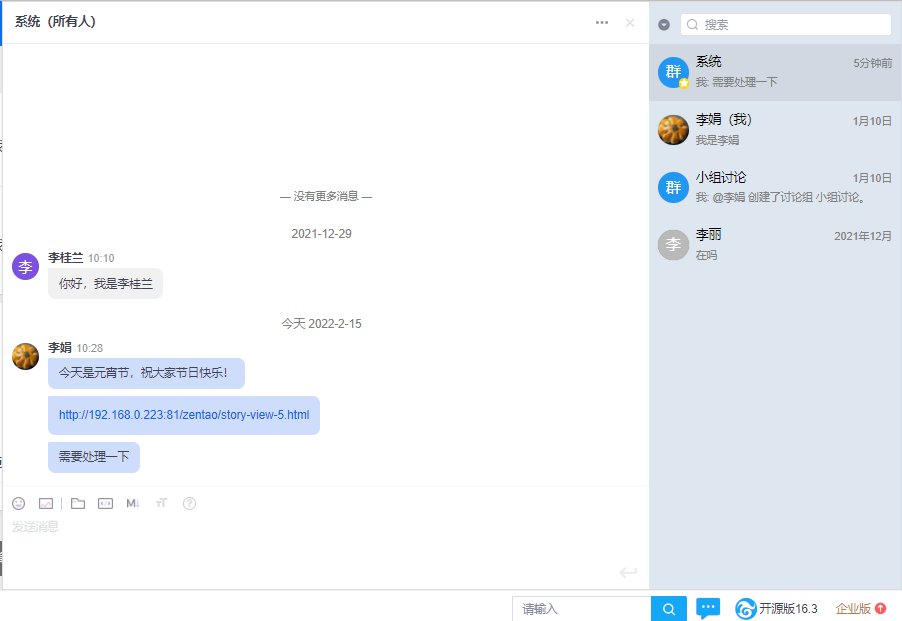 系统（所有人）
— 没有更多消息 —
2021-12-29
李
李桂兰 10:10
你好，我是李桂兰
今天 2022-2-15
李娟 10:28
今天是元宵节，祝大家节日快乐！
http://192.168.0.223:81/zentao/story-view-5.html
需要处理一下
M↓
TT
发送消息
搜索
群
系统 5分钟前
我: 需要处理一下
李娟（我） 1月10日
我是李娟
群
小组讨论 1月10日
我: @李娟 创建了讨论组 小组讨论。
李
李丽 2021年12月
在吗
请输入
开源版16.3
企业版